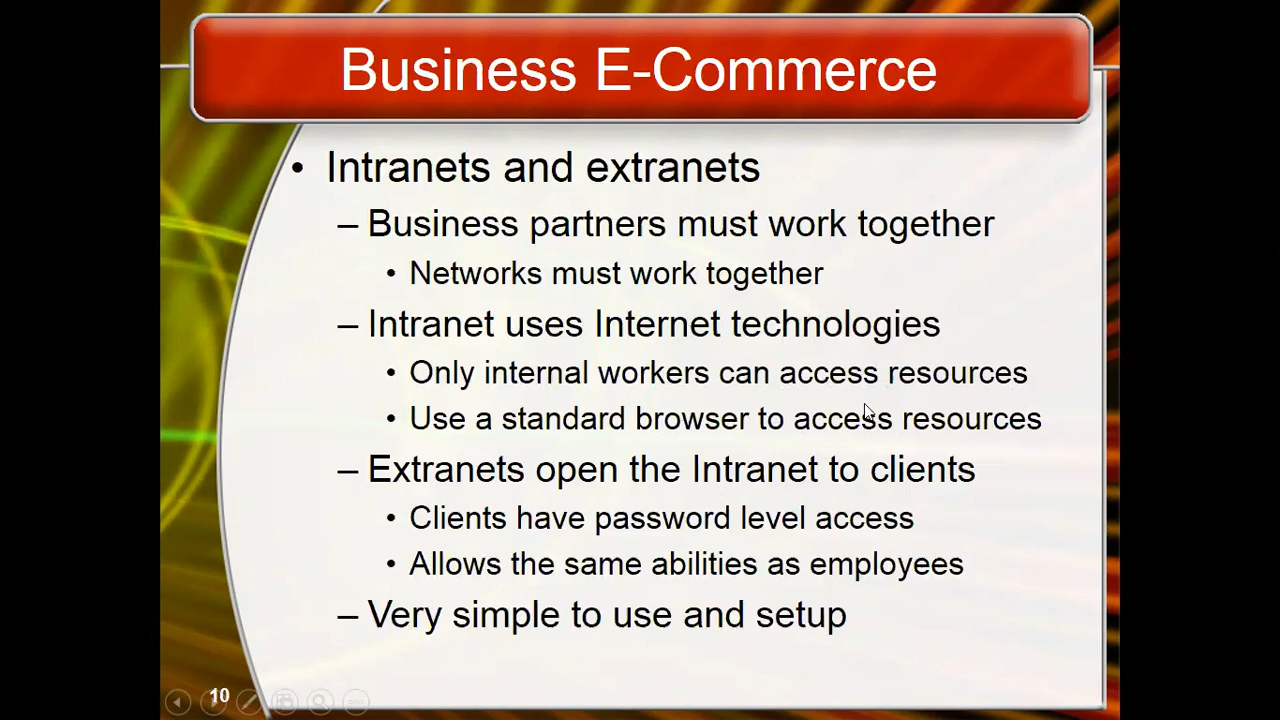 Business E-Commerce
• Intranets and extranets
– Business partners must work together
• Networks must work together
– Intranet uses Internet technologies
• Only internal workers can access resources
• Use a standard browser to access resources
– Extranets open the Intranet to clients
• Clients have password level access
• Allows the same abilities as employees
– Very simple to use and setup
10